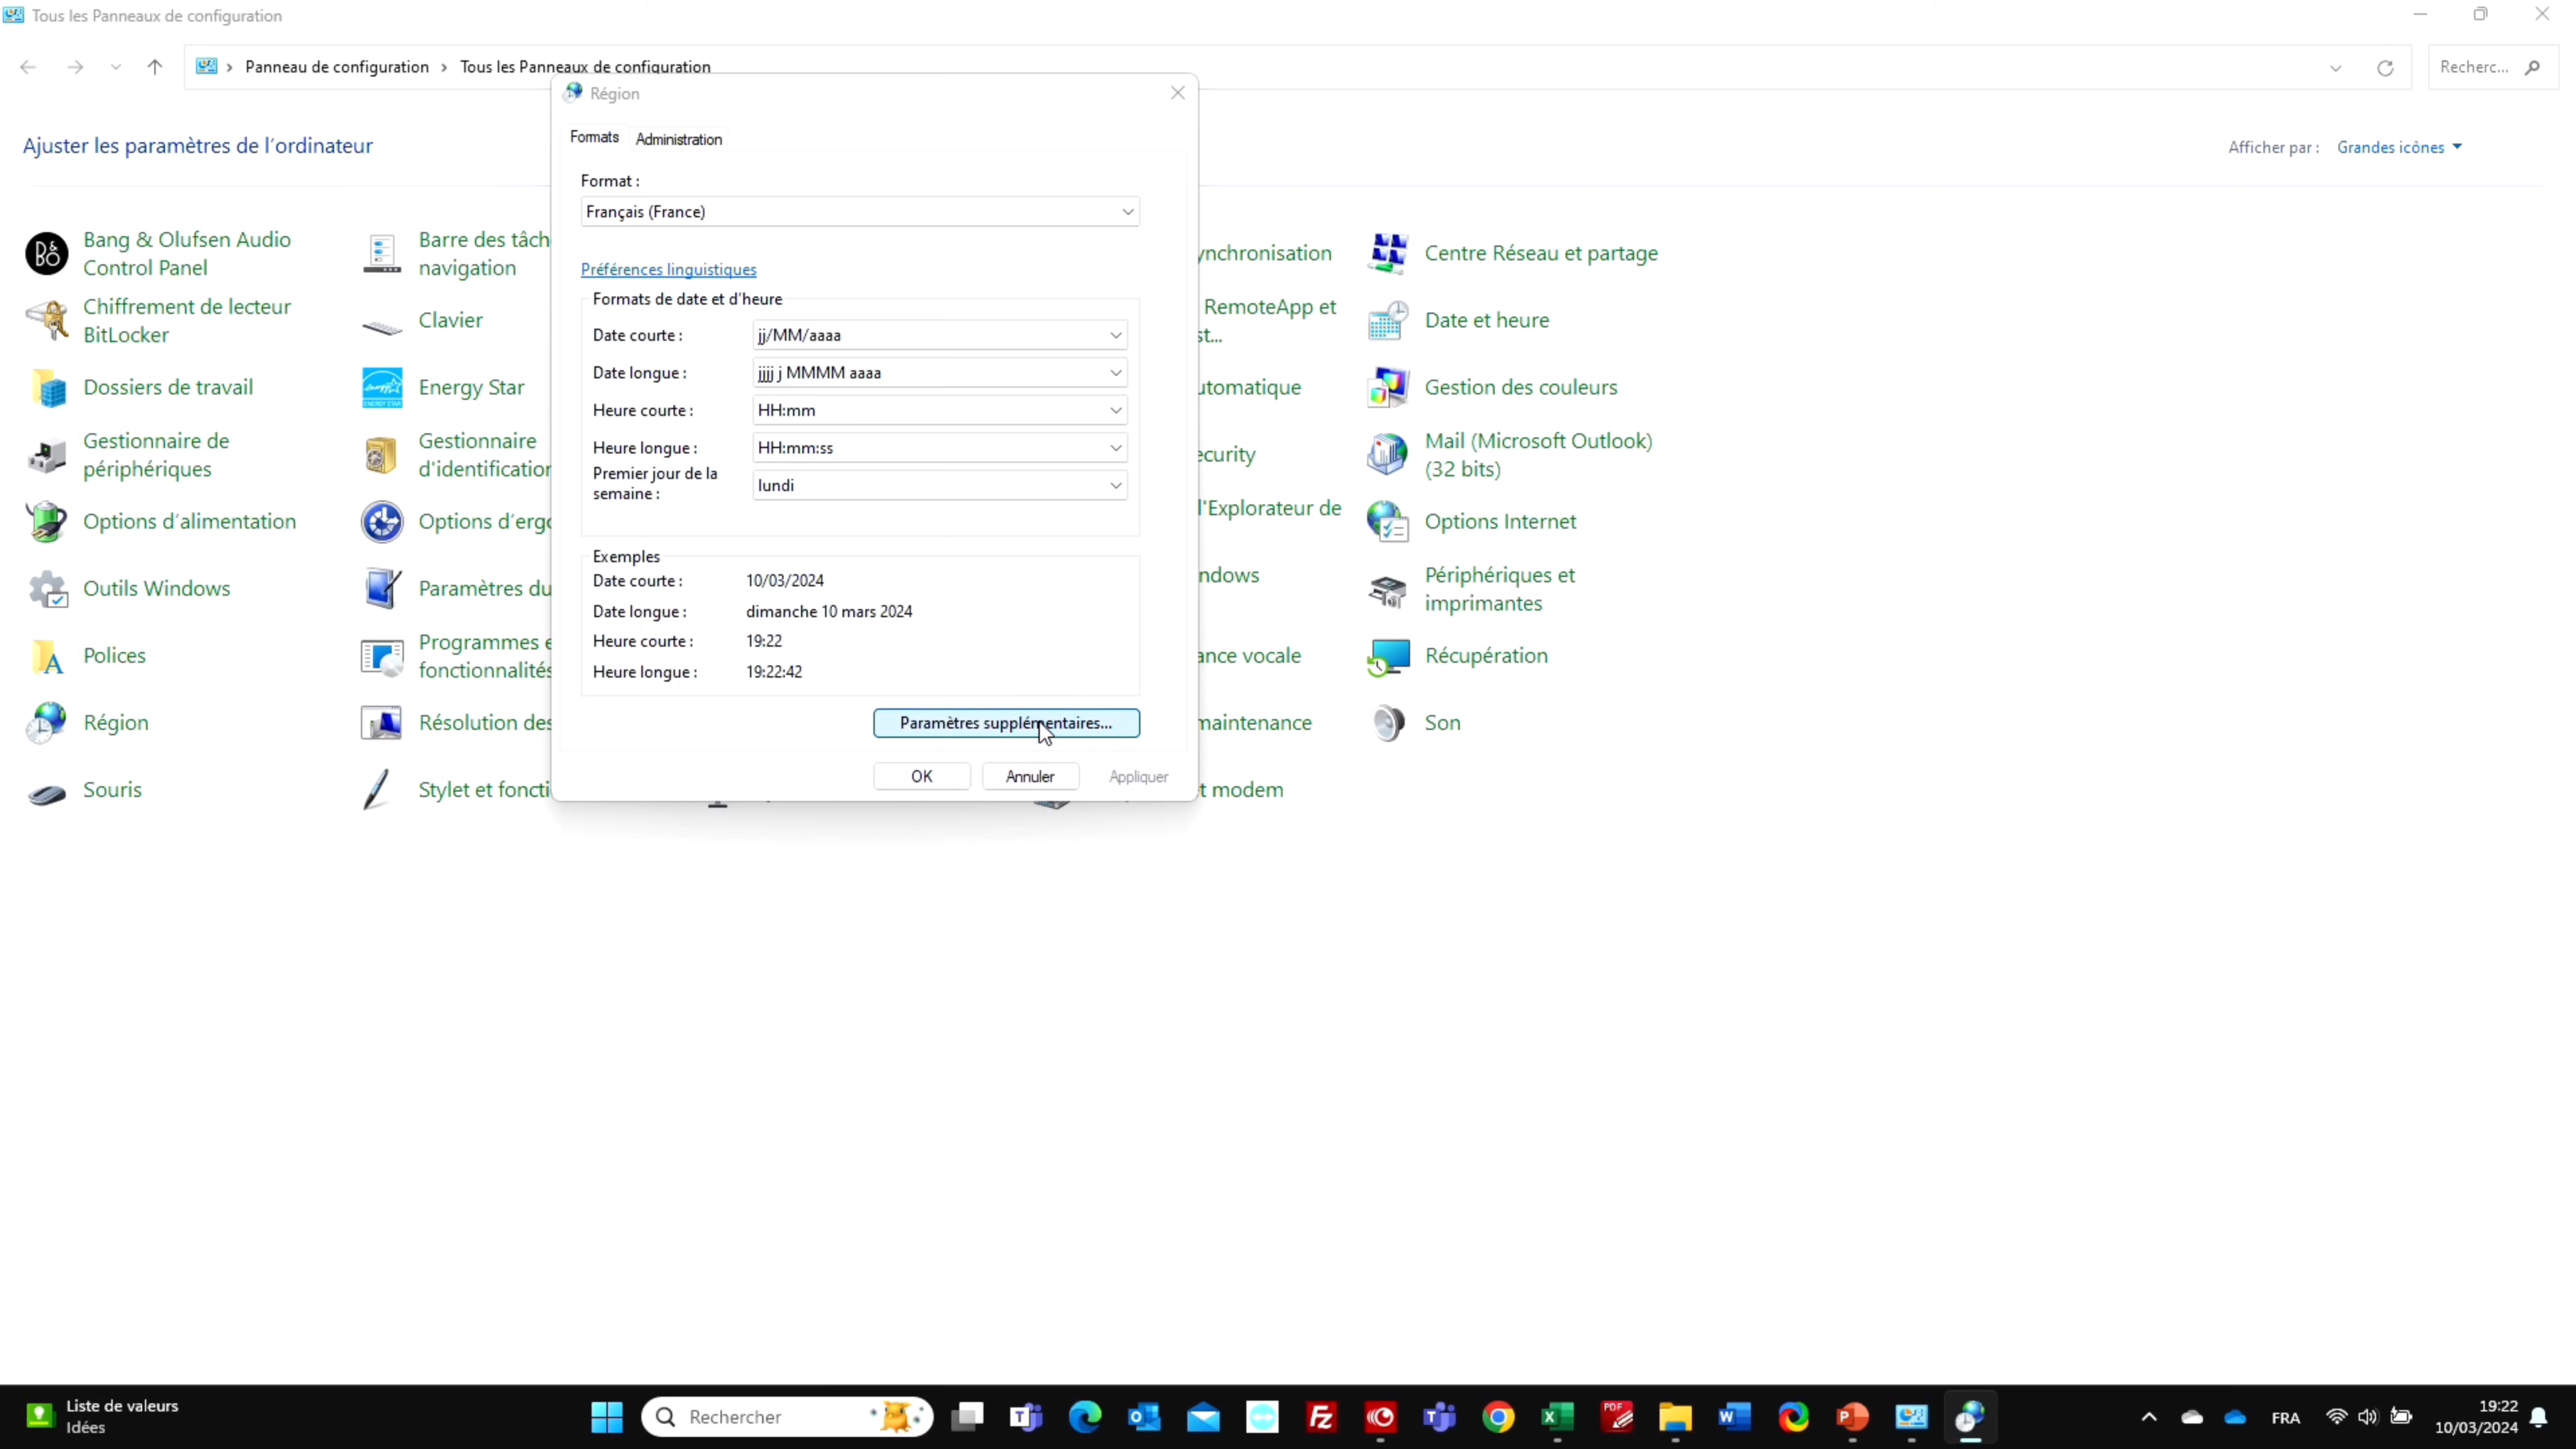 Tous les Panneaux de configuration
Panneau de configuration › Tous les Panneaux de configuration
Recherc...
Région
Formats
Administration
Ajuster les paramètres de l'ordinateur
Afficher par :
Grandes icônes
Format :
Français (France)
Préférences linguistiques
Formats de date et d'heure
Date courte :
jj/MM/aaaa
Date longue :
jjjj j MMMM aaaa
Heure courte :
HH:mm
Heure longue :
HH:mm:ss
Premier jour de la
semaine :
lundi
Exemples
Date courte :
10/03/2024
Date longue :
dimanche 10 mars 2024
Heure courte :
19:22
Heure longue :
19:22:42
Paramètres supplémentaires...
OK
Annuler
Appliquer
Bang & Olufsen Audio
Control Panel
Barre des tâch
navigation
ynchronisation
Centre Réseau et partage
Chiffrement de lecteur
BitLocker
Clavier
RemoteApp et
st...
Date et heure
Dossiers de travail
Energy Star
utomatique
Gestion des couleurs
Gestionnaire de
périphériques
Gestionnaire
d'identification
ecurity
Mail (Microsoft Outlook)
(32 bits)
Options d'alimentation
Options d'ergo
l'Explorateur de
Options Internet
Outils Windows
Paramètres du
ndows
Périphériques et
imprimantes
Polices
Programmes e
fonctionnalités
ance vocale
Récupération
Région
Résolution des
maintenance
Son
Souris
Stylet et foncti
t modem
Liste de valeurs
Idées
Rechercher
FRA
19:22
10/03/2024